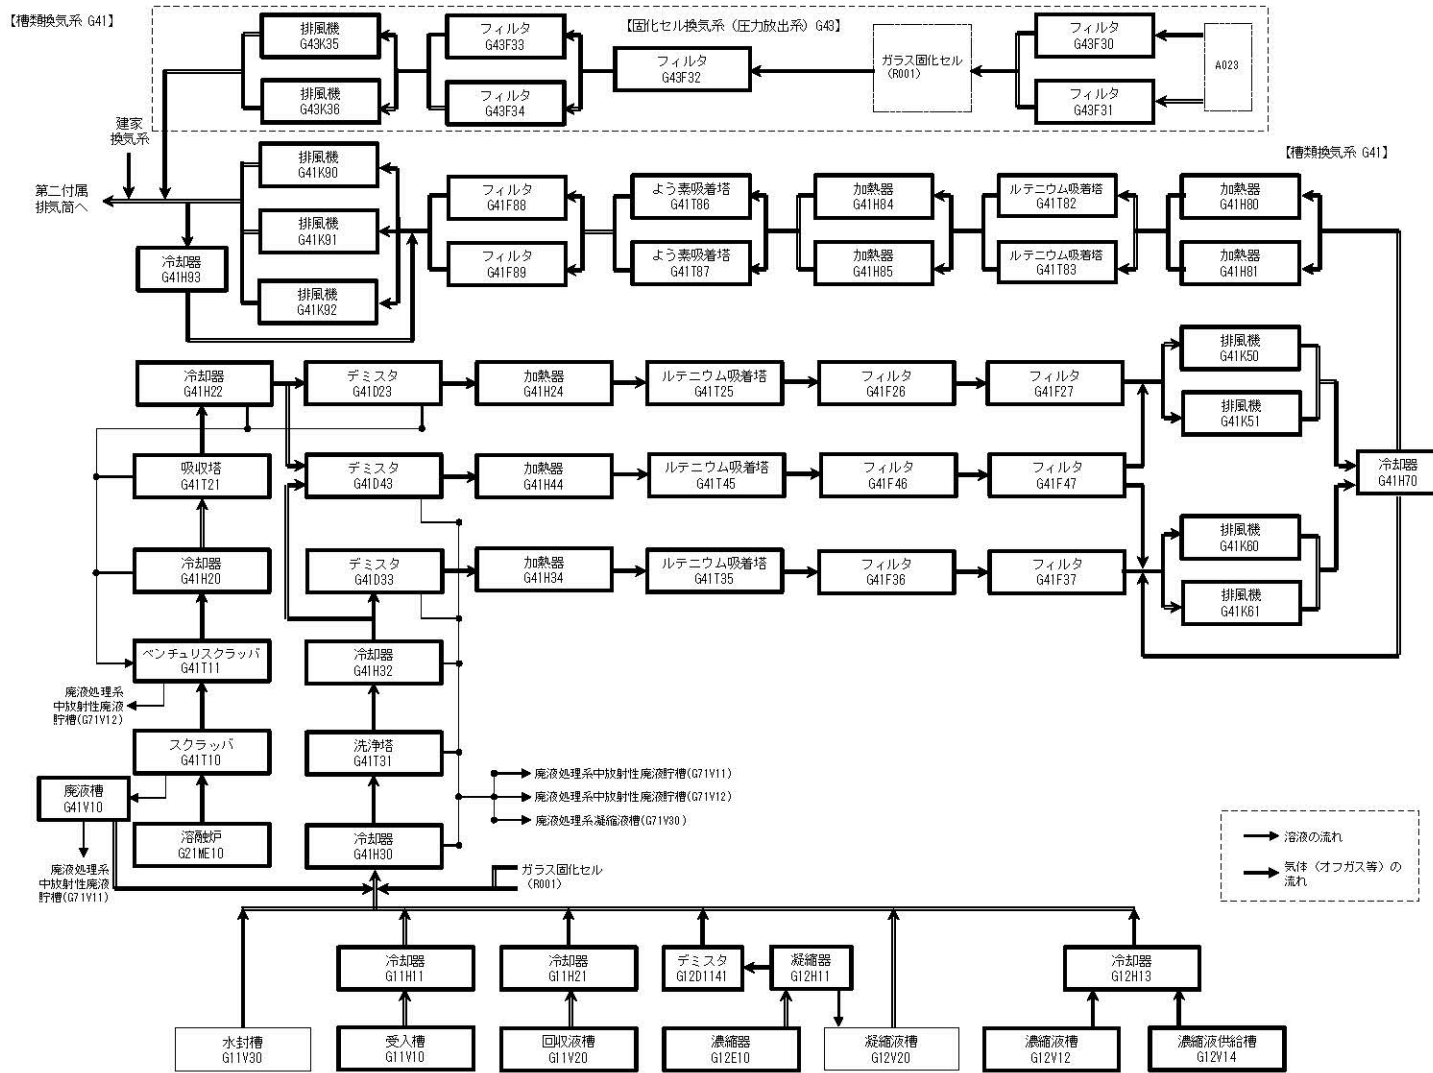 【槽類換気系 G41】
【固化セル換気系（圧力放出系）G43】
排風機
G43K35
フィルタ
G43F33
フィルタ
G43F32
ガラス固化セル
（R001）
フィルタ
G43F30
A023
排風機
G43K36
フィルタ
G43F34
フィルタ
G43F31
建家
換気系
【槽類換気系 G41】
第二付属
排気筒へ
排風機
G41K90
フィルタ
G41F88
よう素吸着塔
G41T86
加熱器
G41H84
ルテニウム吸着塔
G41T82
加熱器
G41H80
排風機
G41K91
フィルタ
G41F89
よう素吸着塔
G41T87
加熱器
G41H85
ルテニウム吸着塔
G41T83
加熱器
G41H81
冷却器
G41H93
排風機
G41K92
冷却器
G41H22
デミスタ
G41D23
加熱器
G41H24
ルテニウム吸着塔
G41T25
フィルタ
G41F26
フィルタ
G41F27
排風機
G41K50
排風機
G41K51
吸収塔
G41T21
デミスタ
G41D43
加熱器
G41H44
ルテニウム吸着塔
G41T45
フィルタ
G41F46
フィルタ
G41F47
冷却器
G41H70
冷却器
G41H20
デミスタ
G41D33
加熱器
G41H34
ルテニウム吸着塔
G41T35
フィルタ
G41F36
フィルタ
G41F37
排風機
G41K60
排風機
G41K61
ベンチュリスクラッバ
G41T11
冷却器
G41H32
廃液処理系
中放射性廃液
貯槽(G71V12)
スクラッバ
G41T10
洗浄塔
G41T31
廃液処理系中放射性廃液貯槽(G71V11)
廃液処理系中放射性廃液貯槽(G71V12)
廃液処理系凝縮液槽(G71V30)
廃液槽
G41V10
溶融炉
G21ME10
冷却器
G41H30
廃液処理系
中放射性廃液
貯槽(G71V11)
ガラス固化セル
（R001）
溶液の流れ
気体（オフガス等）の
流れ
冷却器
G11H11
冷却器
G11H21
デミスタ
G12D1141
凝縮器
G12H11
冷却器
G12H13
水封槽
G11V30
受入槽
G11V10
回収液槽
G11V20
濃縮器
G12E10
凝縮液槽
G12V20
濃縮液槽
G12V12
濃縮液供給槽
G12V14